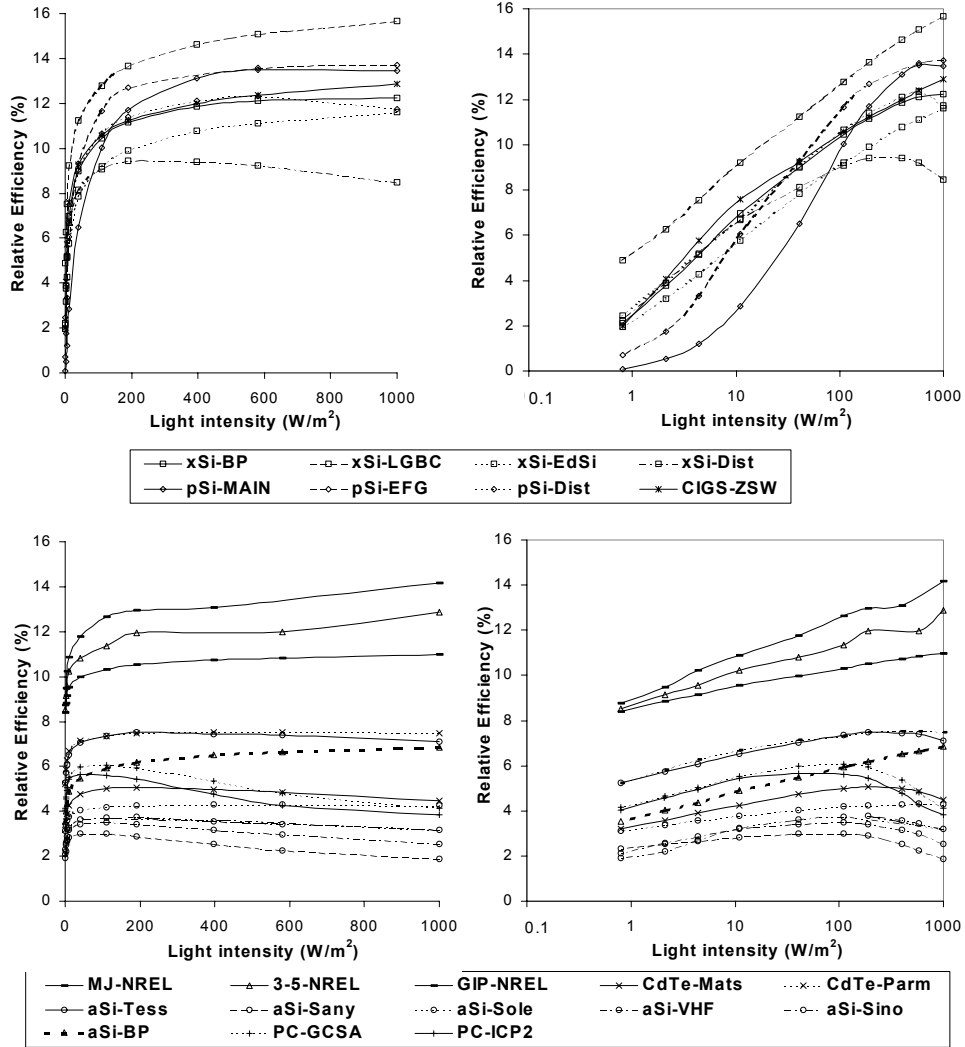 16
14
12
10
8
6
4
2
0
Relative Efficiency (%)
0 200 400 600 800 1000
Light intensity (W/m²)
16
14
12
10
8
6
4
2
0
Relative Efficiency (%)
0.1 1 10 100 1000
Light intensity (W/m²)
xSi-BP xSi-LGBC xSi-EdSi xSi-Dist
pSi-MAIN pSi-EFG pSi-Dist CIGS-ZSW
16
14
12
10
8
6
4
2
0
Relative Efficiency (%)
0 200 400 600 800 1000
Light intensity (W/m²)
16
14
12
10
8
6
4
2
0
Relative Efficiency (%)
0.1 1 10 100 1000
Light intensity (W/m²)
MJ-NREL 3-5-NREL GIP-NREL CdTe-Mats CdTe-Parm
aSi-Tess aSi-Sany aSi-Sole aSi-VHF aSi-Sino
aSi-BP PC-GCSA PC-ICP2